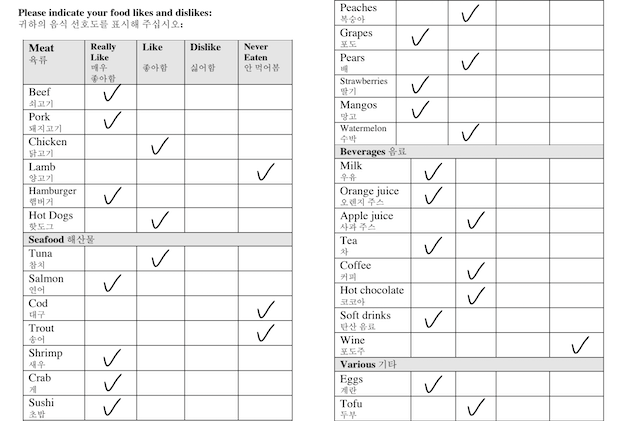 Please indicate your food likes and dislikes:
귀하의 음식 선호도를 표시해 주십시오:
Meat
육류
Really
Like
매우
좋아함
Like
좋아함
Dislike
싫어함
Never
Eaten
안 먹어봄
Beef
쇠고기
Pork
돼지고기
Chicken
닭고기
Lamb
양고기
Hamburger
햄버거
Hot Dogs
핫도그
Seafood 해산물
Tuna
참치
Salmon
연어
Cod
대구
Trout
송어
Shrimp
새우
Crab
게
Sushi
초밥
Peaches
복숭아
Grapes
포도
Pears
배
Strawberries
딸기
Mangos
망고
Watermelon
수박
Beverages 음료
Milk
우유
Orange juice
오렌지 주스
Apple juice
사과 주스
Tea
차
Coffee
커피
Hot chocolate
코코아
Soft drinks
탄산 음료
Wine
포도주
Various 기타
Eggs
계란
Tofu
두부